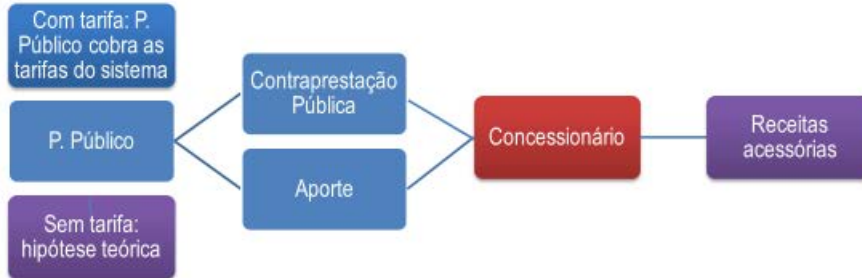 Com tarifa: P.
Público cobra as
tarifas do sistema
P. Público
Sem tarifa:
hipótese teórica
Contraprestação
Pública
Aporte
Concessionário
Receitas
acessórias